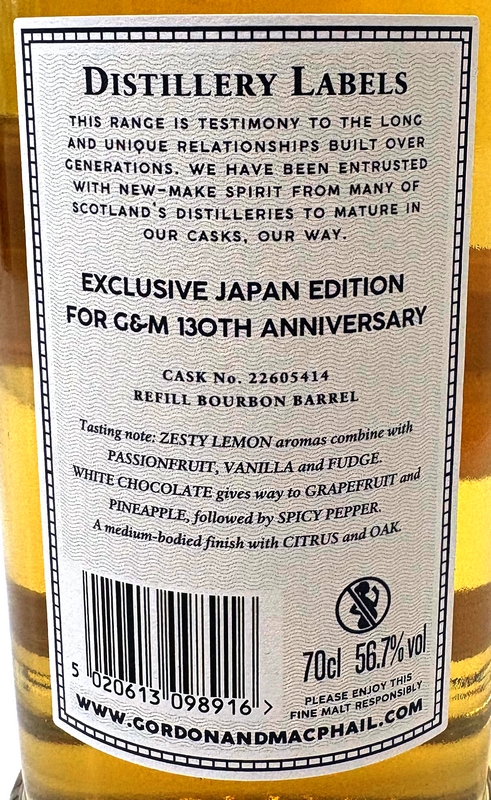 DISTILLERY LABELS
THIS RANGE IS TESTIMONY TO THE LONG
AND UNIQUE RELATIONSHIPS BUILT OVER
GENERATIONS. WE HAVE BEEN ENTRUSTED
WITH NEW-MAKE SPIRIT FROM MANY OF
SCOTLAND'S DISTILLERIES TO MATURE IN
OUR CASKS, OUR WAY.
EXCLUSIVE JAPAN EDITION
FOR G&M 130TH ANNIVERSARY
CASK No. 22605414
REFILL BOURBON BARREL
Tasting note: ZESTY LEMON aromas combine with
PASSIONFRUIT, VANILLA and FUDGE.
WHITE CHOCOLATE gives way to GRAPEFRUIT and
PINEAPPLE, followed by SPICY PEPPER.
A medium-bodied finish with CITRUS and OAK.
70cl 56.7% vol
PLEASE ENJOY THIS
FINE MALT RESPONSIBLY
5 020613 098916 >
WWW.GORDONANDMACPHAIL.COM